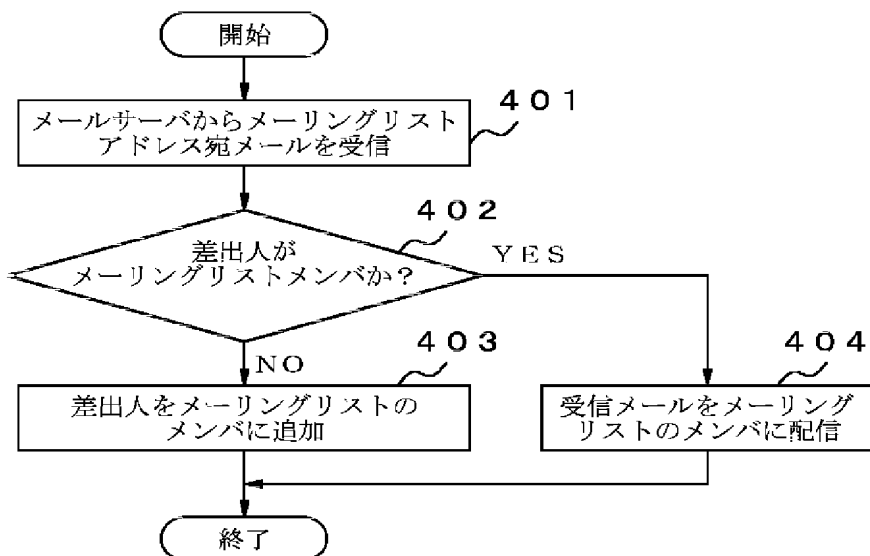 開始
401
メールサーバからメーリングリスト
アドレス宛メールを受信
402
差出人が
メーリングリストメンバか？
YES
NO
403
差出人をメーリングリストの
メンバに追加
404
受信メールをメーリング
リストのメンバに配信
終了